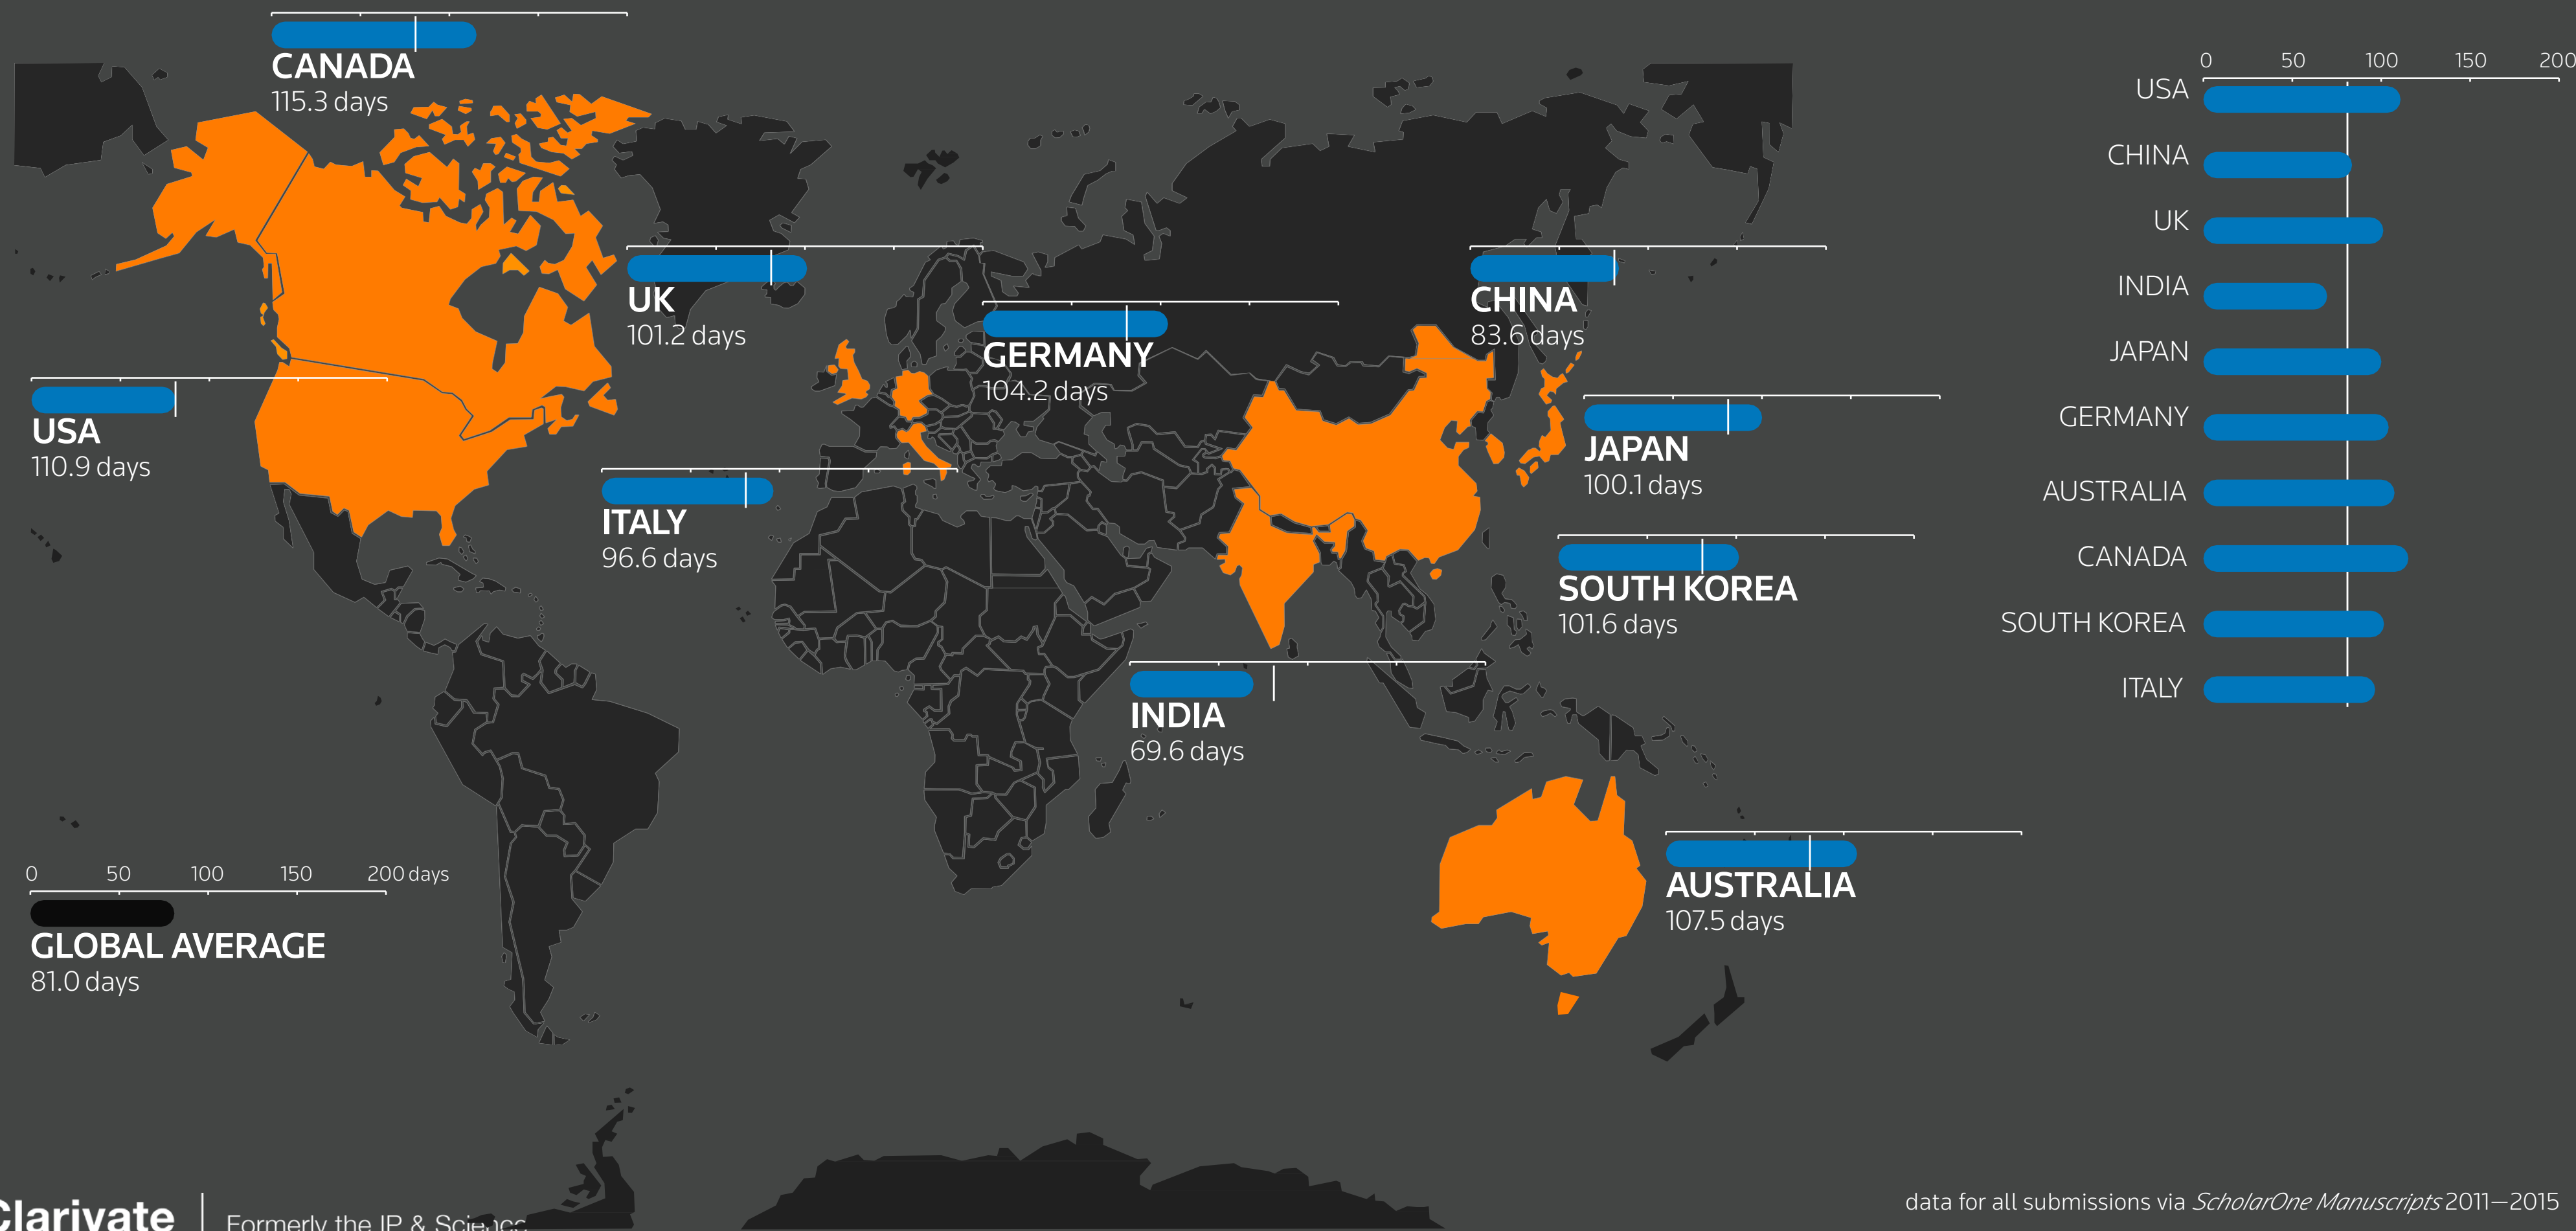 CANADA
115.3 days
UK
101.2 days
GERMANY
104.2 days
CHINA
83.6 days
USA
110.9 days
ITALY
96.6 days
JAPAN
100.1 days
SOUTH KOREA
101.6 days
INDIA
69.6 days
AUSTRALIA
107.5 days
0 50 100 150 200 days
GLOBAL AVERAGE
81.0 days
0 50 100 150 200
USA
CHINA
UK
INDIA
JAPAN
GERMANY
AUSTRALIA
CANADA
SOUTH KOREA
ITALY
Clarivate
Formerly the IP & Science
data for all submissions via ScholarOne Manuscripts 2011—2015